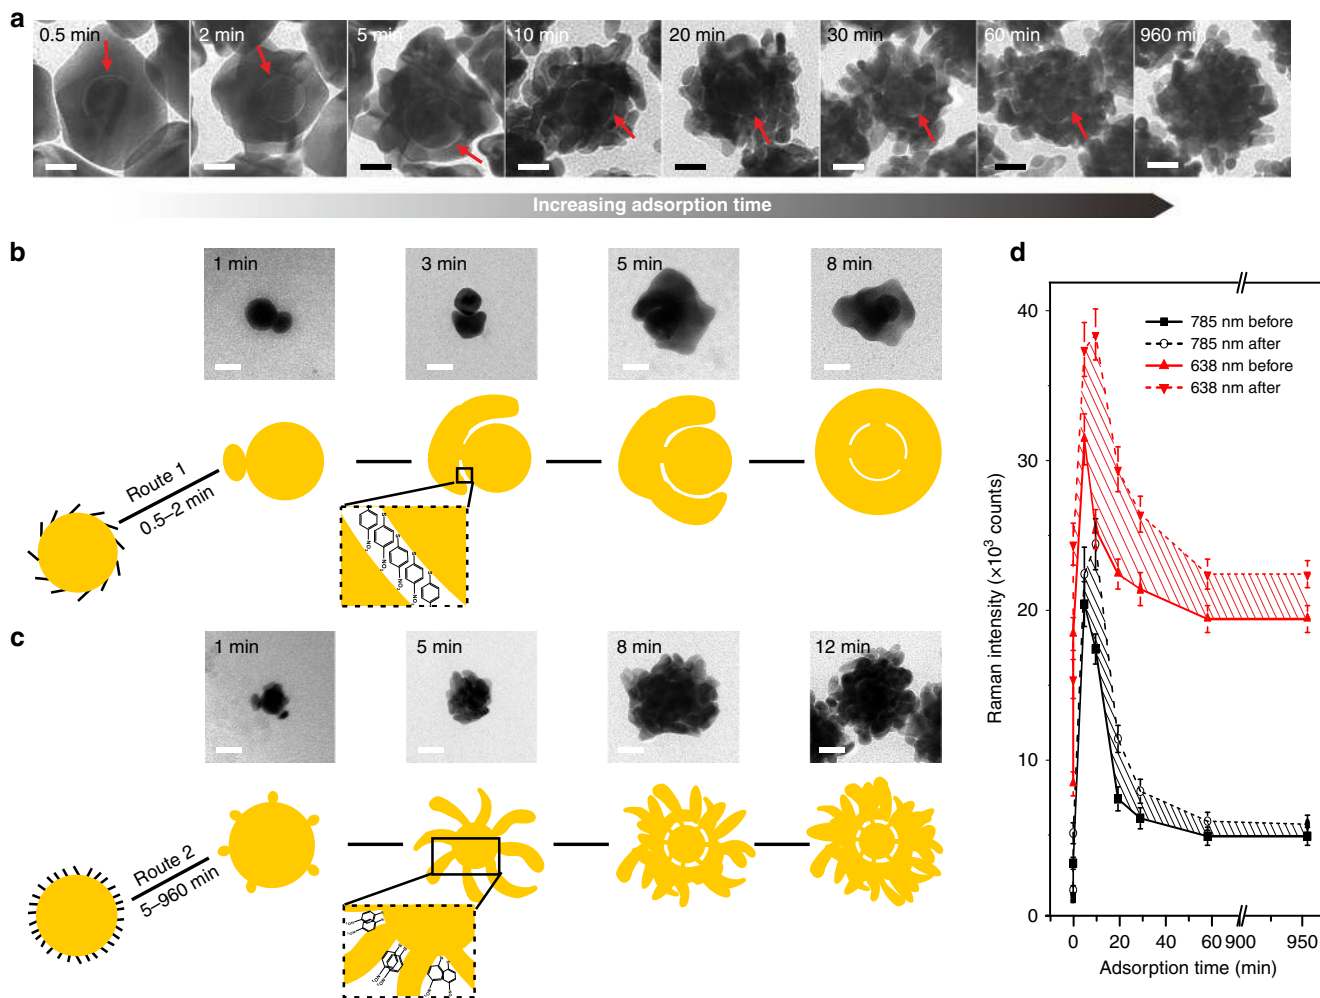 a
0.5 min
2 min
5 min
10 min
20 min
30 min
60 min
960 min
Increasing adsorption time
b
1 min
3 min
5 min
8 min
Route 1
0.5–2 min
S
S
S
S
S
NO₂
NO₂
NO₂
c
1 min
5 min
8 min
12 min
Route 2
5–960 min
d
785 nm before
785 nm after
638 nm before
638 nm after
Raman intensity (×10³ counts)
40
30
20
10
0
0 20 40 60 900 950
Adsorption time (min)